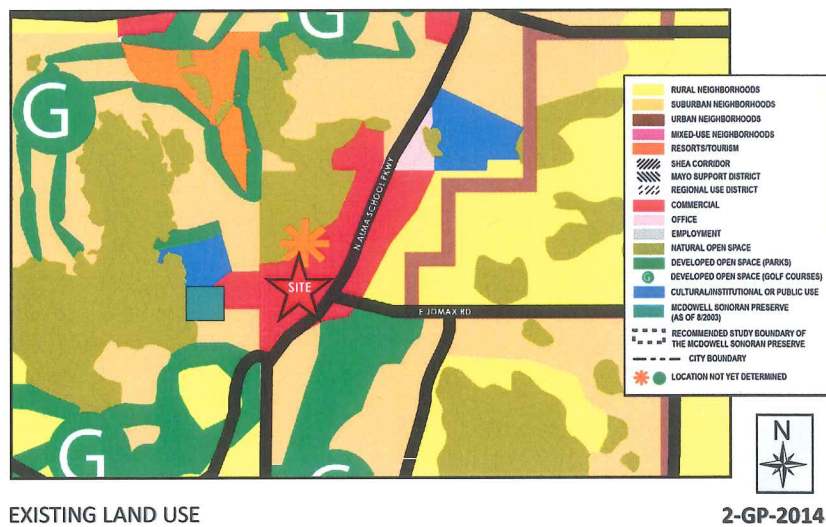 G
G
N ALMA SCHOOL PKWY
SITE
E JOMAX RD
G
G
RURAL NEIGHBORHOODS
SUBURBAN NEIGHBORHOODS
URBAN NEIGHBORHOODS
MIXED-USE NEIGHBORHOODS
RESORTS/TOURISM
SHEA CORRIDOR
MAYO SUPPORT DISTRICT
REGIONAL USE DISTRICT
COMMERCIAL
OFFICE
EMPLOYMENT
NATURAL OPEN SPACE
DEVELOPED OPEN SPACE (PARKS)
G DEVELOPED OPEN SPACE (GOLF COURSES)
CULTURAL/INSTITUTIONAL OR PUBLIC USE
MCDOWELL SONORAN PRESERVE
(AS OF 8/2003)
RECOMMENDED STUDY BOUNDARY OF
THE MCDOWELL SONORAN PRESERVE
CITY BOUNDARY
LOCATION NOT YET DETERMINED
N
EXISTING LAND USE
2-GP-2014